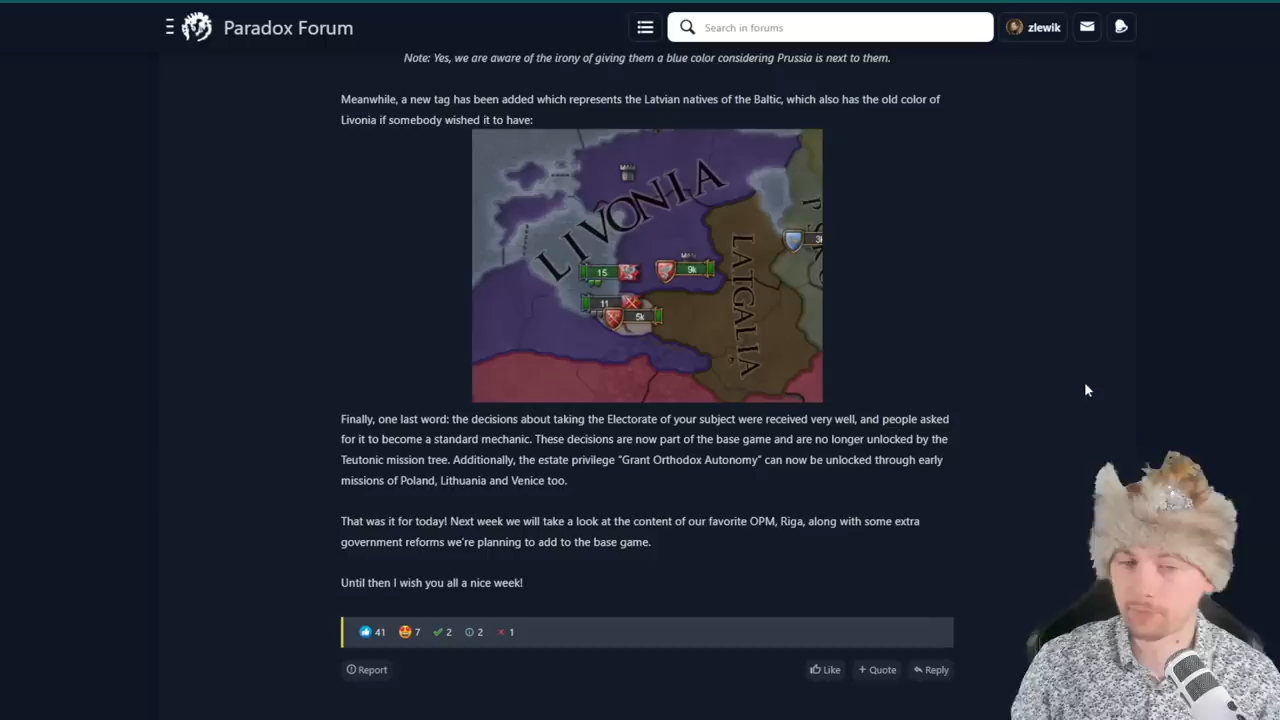 Paradox Forum
Search in forums
zlewik
Note: Yes, we are aware of the irony of giving them a blue color considering Prussia is next to them.
Meanwhile, a new tag has been added which represents the Latvian natives of the Baltic, which also has the old color of
Livonia if somebody wished it to have:
LIVONIA
LATGALIA
15
9k
11
5k
Finally, one last word: the decisions about taking the Electorate of your subject were received very well, and people asked
for it to become a standard mechanic. These decisions are now part of the base game and are no longer unlocked by the
Teutonic mission tree. Additionally, the estate privilege “Grant Orthodox Autonomy” can now be unlocked through early
missions of Poland, Lithuania and Venice too.
That was it for today! Next week we will take a look at the content of our favorite OPM, Riga, along with some extra
government reforms we’re planning to add to the base game.
Until then I wish you all a nice week!
41 7 2 2 1
Report
Like
Quote
Reply